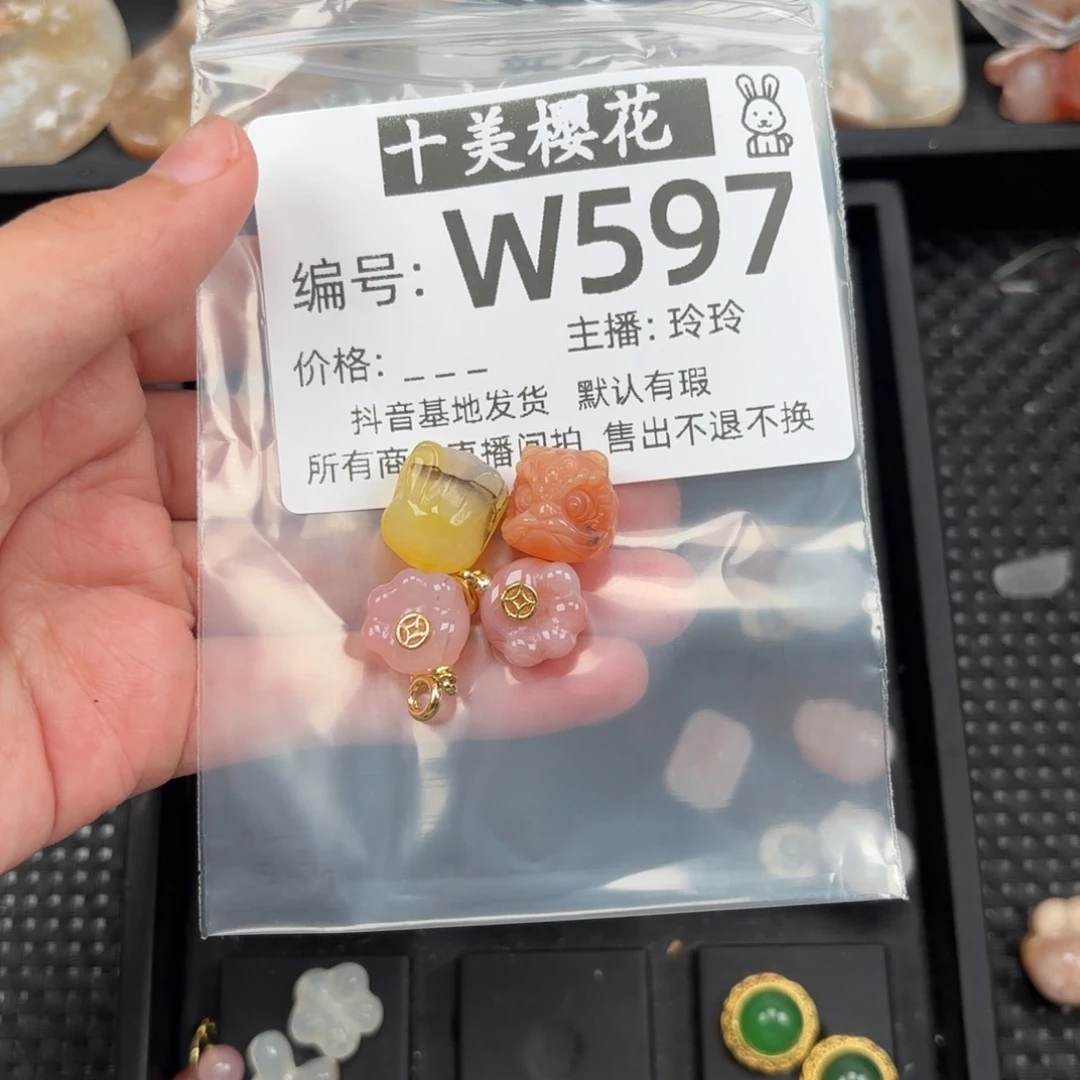 十美樱花
编号: W597
主播: 玲玲
价格: _ _ _
抖音基地发货 默认有瑕
所有商 直播间拍 售出不退不换